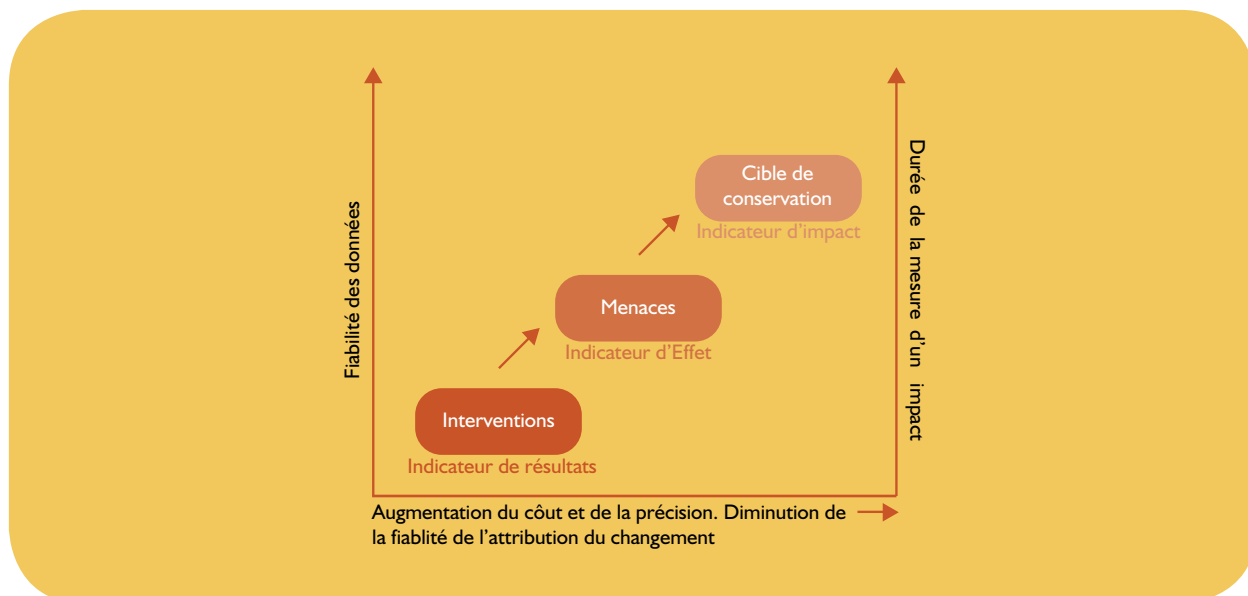 Fiabilité des données
Cible de
conservation
Indicateur d’impact
Menaces
Indicateur d’Effet
Interventions
Indicateur de résultats
Durée de la mesure d’un impact
Augmentation du côut et de la précision. Diminution de
la fiablité de l’attribution du changement